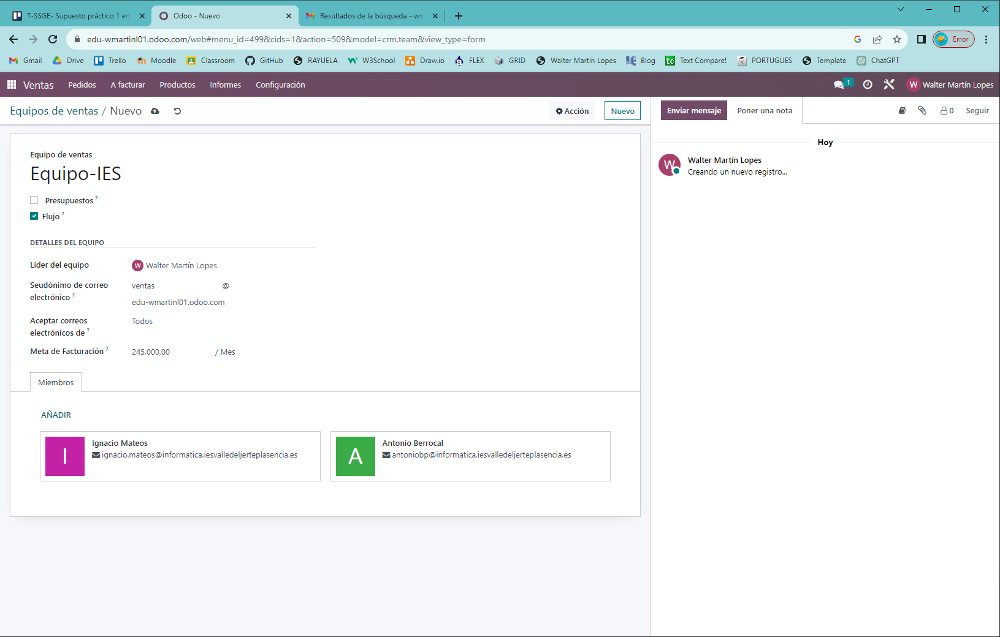 T-SSGE- Supuesto práctico 1 en
Odoo - Nuevo
Resultados de la búsqueda - wm
edu-wmartinl01.odoo.com/web#menu_id=499&cids=1&action=509&model=crm.team&view_type=form
Error
Gmail Drive Trello Moodle Classroom GitHub RAYUELA W3School Draw.io FLEX GRID Walter Martín Lopes Blog Text Compare! PORTUGUES Template ChatGPT
Ventas Pedidos A facturar Productos Informes Configuración 1 W Walter Martín Lopes
Equipos de ventas / Nuevo Acción Nuevo
Enviar mensaje Poner una nota 0 Seguir
Hoy
W Walter Martín Lopes
Creando un nuevo registro...
Equipo de ventas
Equipo-IES
Presupuestos ?
Flujo ?
DETALLES DEL EQUIPO
Líder del equipo W Walter Martín Lopes
Seudónimo de correo electrónico ? ventas @
edu-wmartinl01.odoo.com
Aceptar correos electrónicos de ? Todos
Meta de Facturación ? 245.000,00 / Mes
Miembros
AÑADIR
I Ignacio Mateos
ignacio.mateos@informatica.iesvalledeljerteplasencia.es
A Antonio Berrocal
antoniobp@informatica.iesvalledeljerteplasencia.es